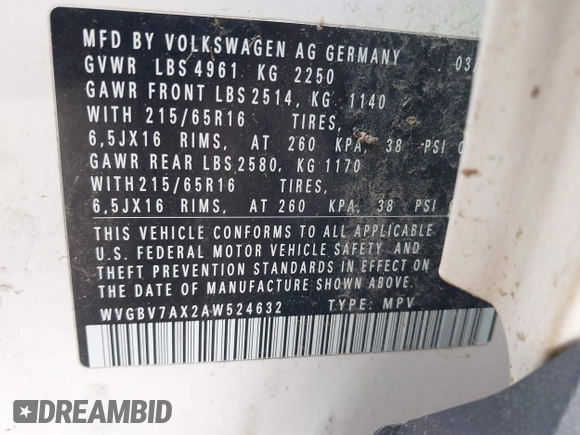 MFD BY VOLKSWAGEN AG GERMANY 03
GVWR LBS 4961 KG 2250
GAWR FRONT LBS 2514, KG 1140
WITH 215/65R16 TIRES,
6,5JX16 RIMS, AT 260 KPA, 38 PSI
GAWR REAR LBS 2580, KG 1170
WITH215/65R16 TIRES,
6,5JX16 RIMS, AT 260 KPA, 38 PSI
THIS VEHICLE CONFORMS TO ALL APPLICABLE
U.S. FEDERAL MOTOR VEHICLE SAFETY AND
THEFT PREVENTION STANDARDS IN EFFECT ON
THE DATE OF MANUFACTURE SHOWN ABOVE.
WVGBV7AX2AW524632 TYPE: MPV
DREAMBID